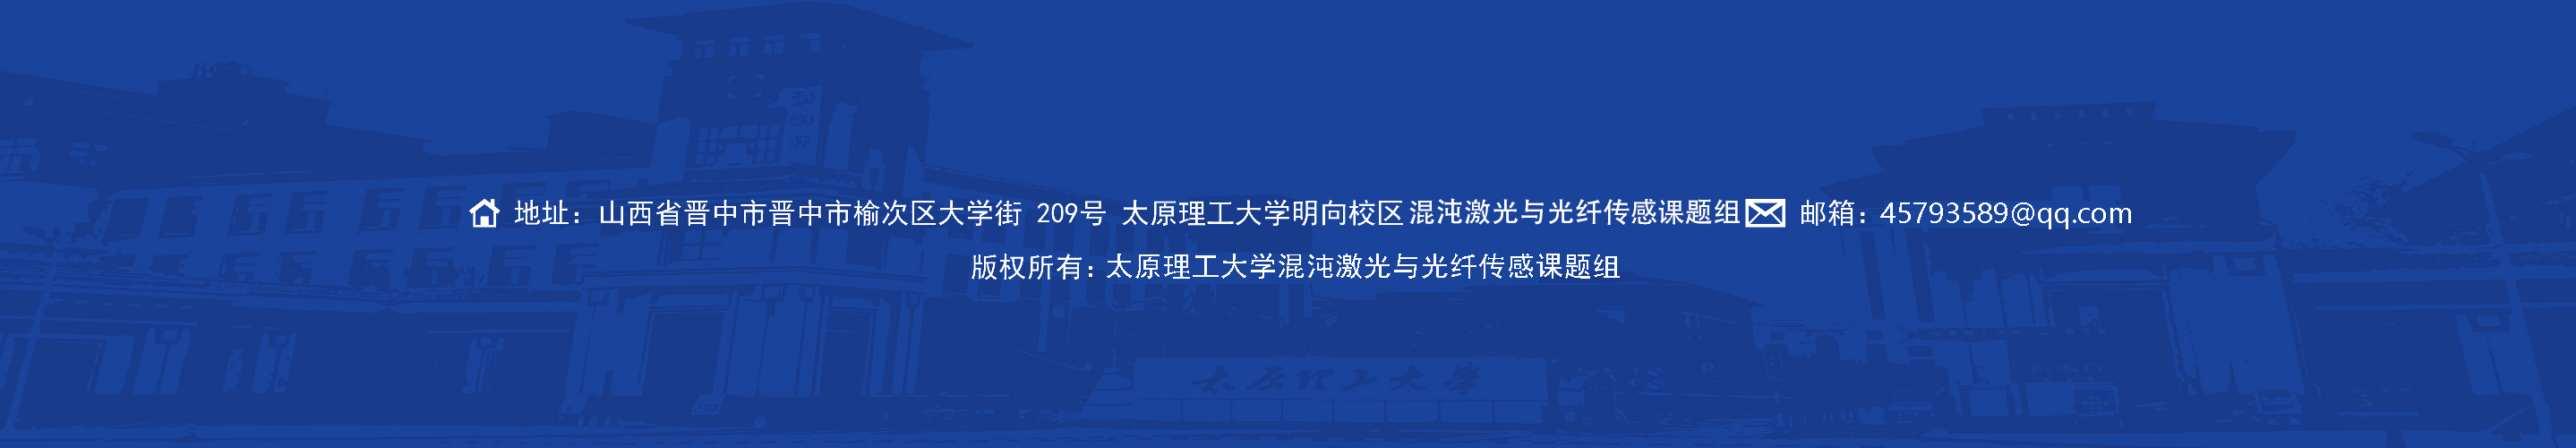 地址：山西省晋中市晋中市榆次区大学街 209号 太原理工大学明向校区混沌激光与光纤传感课题组 邮箱：45793589@qq.com
版权所有：太原理工大学混沌激光与光纤传感课题组
太原理工大学